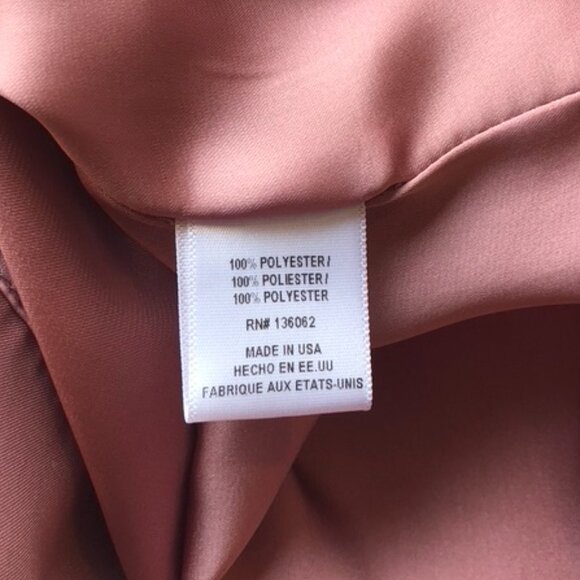 100% POLYESTER/
100% POLIESTER/
100% POLYESTER
RN# 136062
MADE IN USA
HECHO EN EE.UU
FABRIQUE AUX ETATS-UNIS